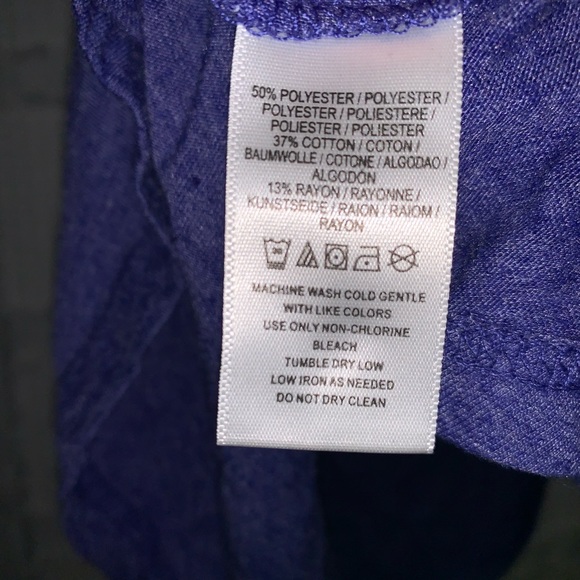 50% POLYESTER / POLYESTER /
POLYESTER / POLIESTERE /
POLIESTER / POLIESTER
37% COTTON / COTON /
BAUMWOLLE / COTONE / ALGODAO /
ALGODÓN
13% RAYON / RAYONNE /
KUNSTSEIDE / RAION / RAIOM /
RAYON
MACHINE WASH COLD GENTLE
WITH LIKE COLORS
USE ONLY NON-CHLORINE
BLEACH
TUMBLE DRY LOW
LOW IRON AS NEEDED
DO NOT DRY CLEAN